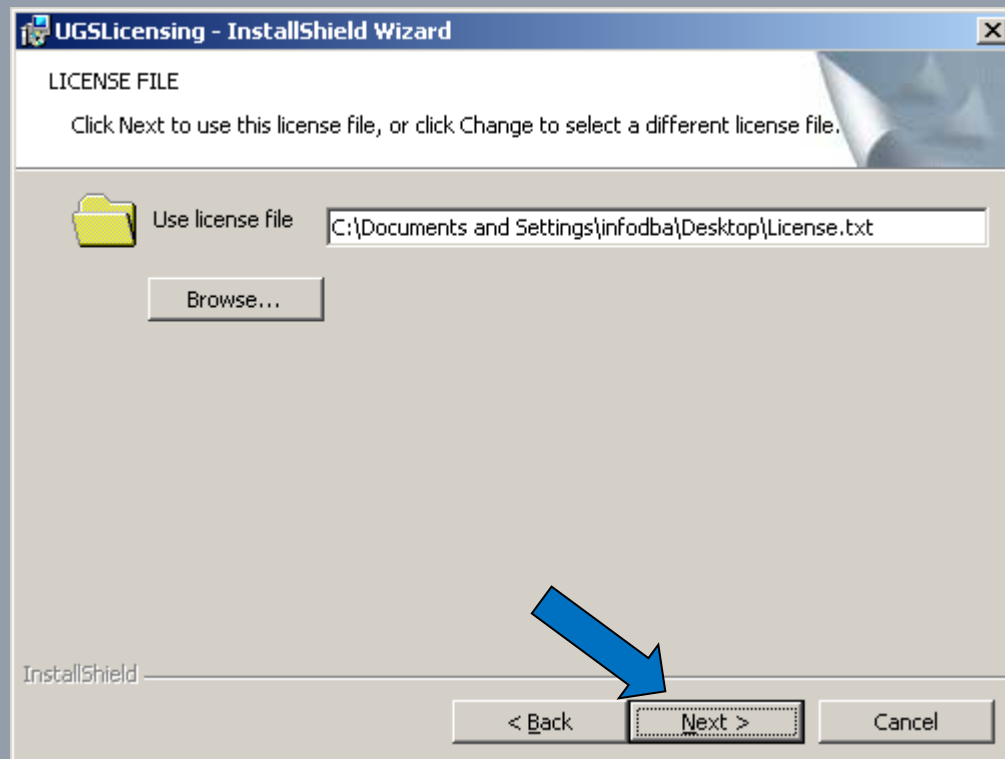 UGSLicensing - InstallShield Wizard
LICENSE FILE
Click Next to use this license file, or click Change to select a different license file.
Use license file
C:\Documents and Settings\infodba\Desktop\License.txt
Browse...
InstallShield
< Back
Next >
Cancel